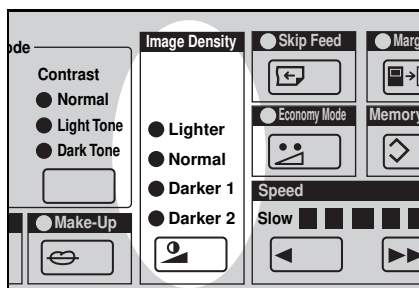 ode
Contrast
Normal
Light Tone
Dark Tone
Make-Up
Image Density
Lighter
Normal
Darker 1
Darker 2
Skip Feed
Marg
Economy Mode
Memory
Speed
Slow